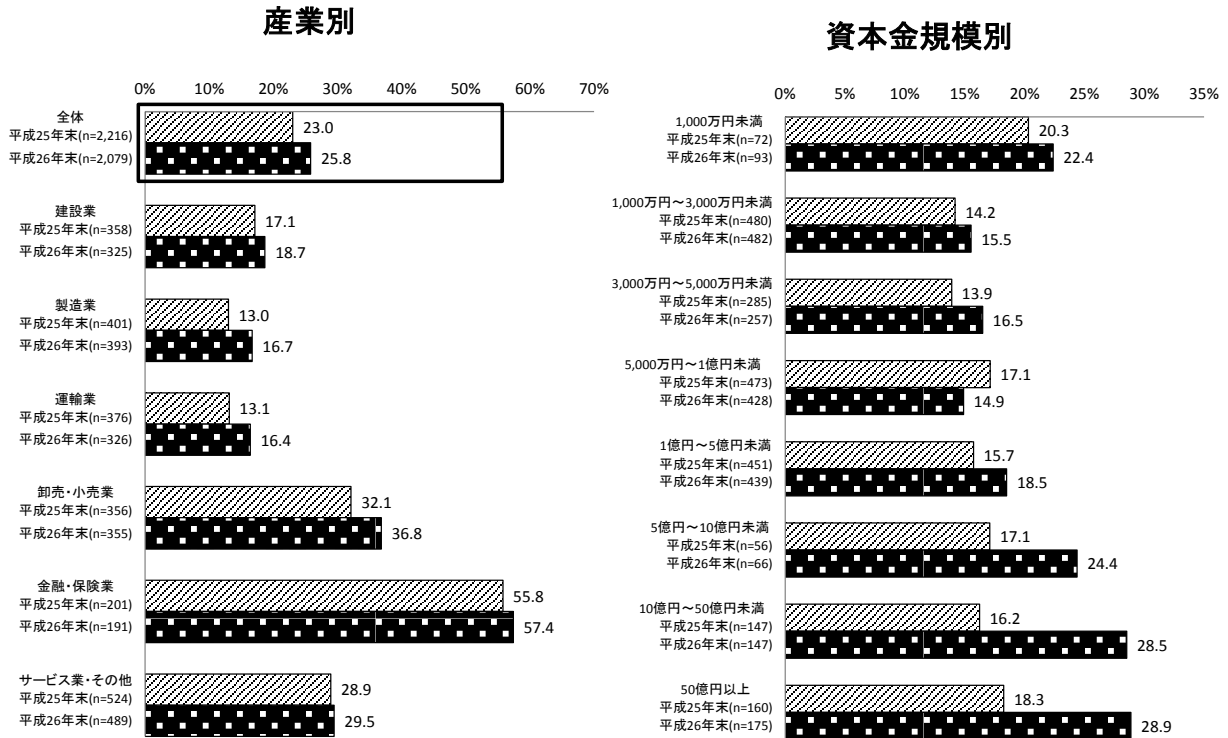 産業別
0% 10% 20% 30% 40% 50% 60% 70%
全体
平成25年末(n=2,216)
23.0
平成26年末(n=2,079)
25.8
建設業
平成25年末(n=358)
17.1
平成26年末(n=325)
18.7
製造業
平成25年末(n=401)
13.0
平成26年末(n=393)
16.7
運輸業
平成25年末(n=376)
13.1
平成26年末(n=326)
16.4
卸売・小売業
平成25年末(n=356)
32.1
平成26年末(n=355)
36.8
金融・保険業
平成25年末(n=201)
55.8
平成26年末(n=191)
57.4
サービス業・その他
平成25年末(n=524)
28.9
平成26年末(n=489)
29.5
資本金規模別
0% 5% 10% 15% 20% 25% 30% 35%
1,000万円未満
平成25年末(n=72)
20.3
平成26年末(n=93)
22.4
1,000万円～3,000万円未満
平成25年末(n=480)
14.2
平成26年末(n=482)
15.5
3,000万円～5,000万円未満
平成25年末(n=285)
13.9
平成26年末(n=257)
16.5
5,000万円～1億円未満
平成25年末(n=473)
17.1
平成26年末(n=428)
14.9
1億円～5億円未満
平成25年末(n=451)
15.7
平成26年末(n=439)
18.5
5億円～10億円未満
平成25年末(n=56)
17.1
平成26年末(n=66)
24.4
10億円～50億円未満
平成25年末(n=147)
16.2
平成26年末(n=147)
28.5
50億円以上
平成25年末(n=160)
18.3
平成26年末(n=175)
28.9